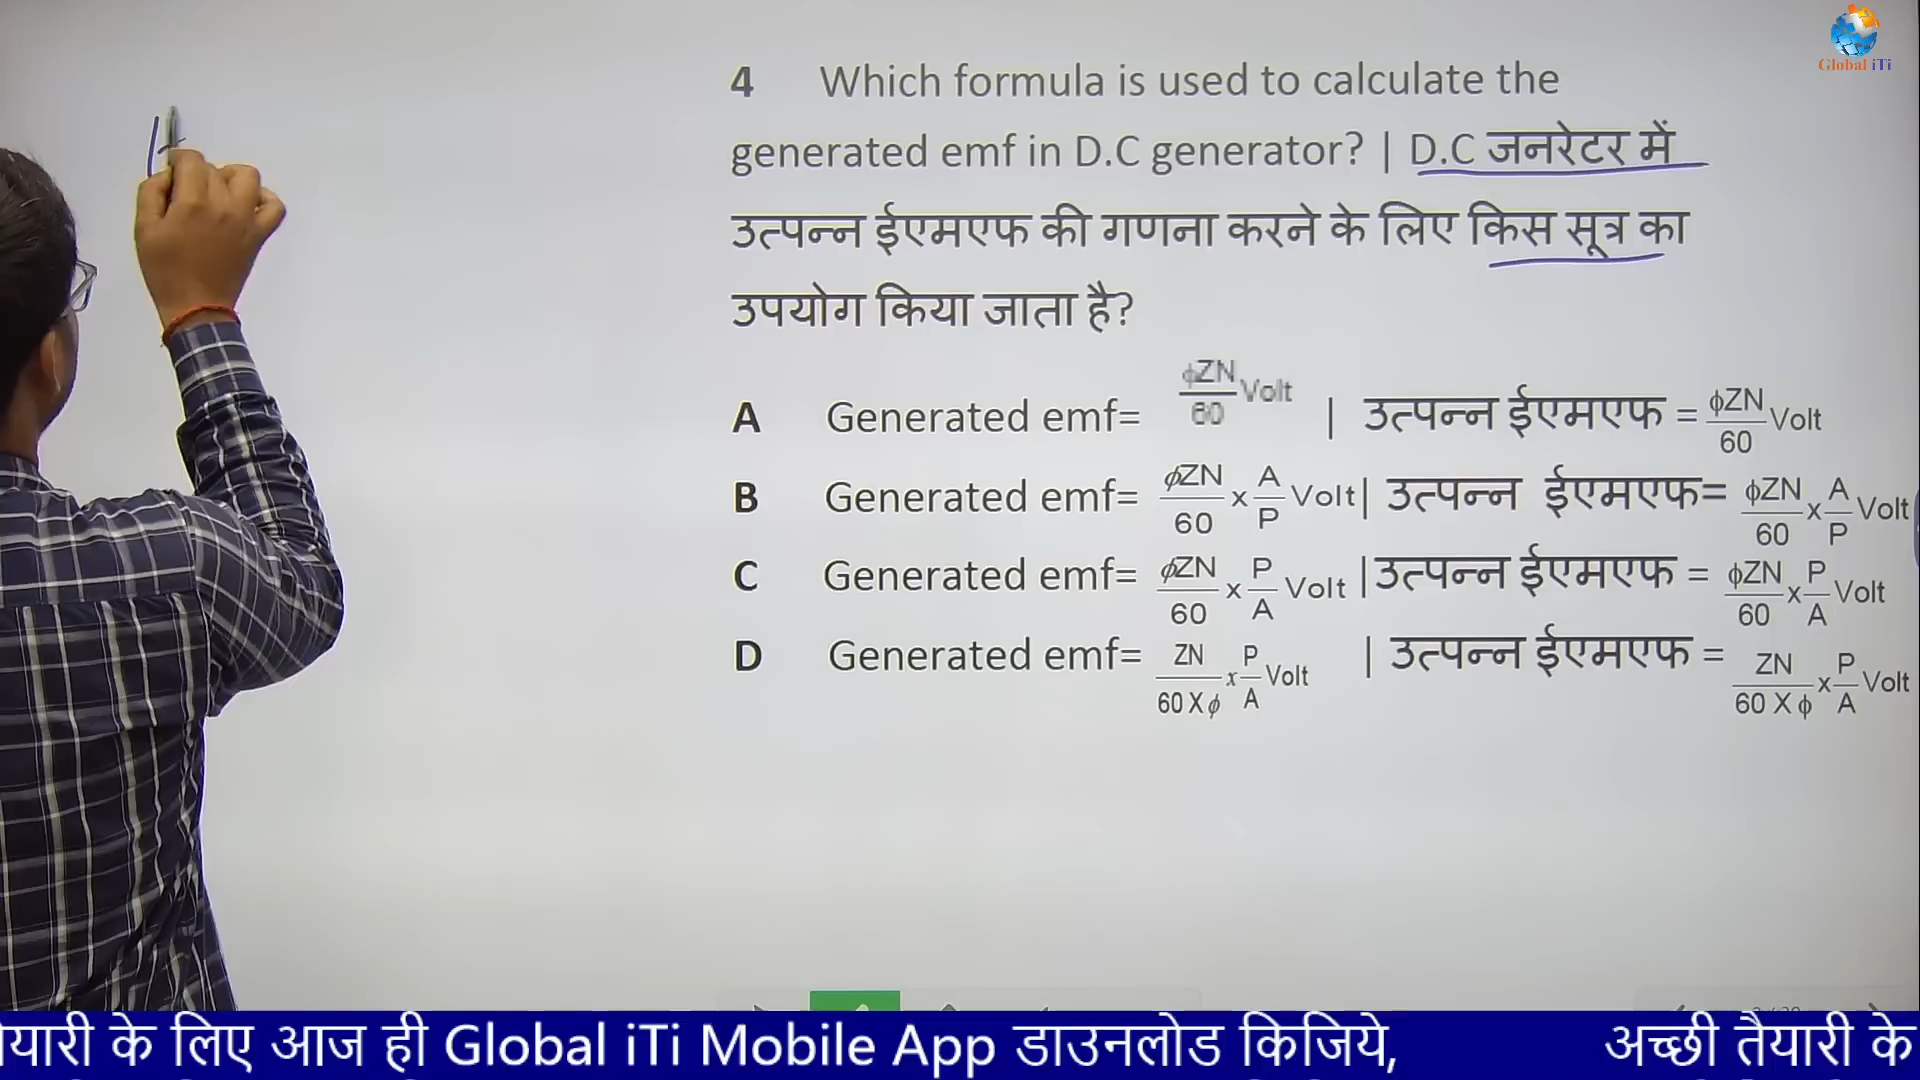 Global iTi
4 Which formula is used to calculate the
generated emf in D.C generator? | D.C जनरेटर में
उत्पन्न ईएमएफ की गणना करने के लिए किस सूत्र का
उपयोग किया जाता है?
A Generated emf= ϕZN/60 Volt | उत्पन्न ईएमएफ = ϕZN/60 Volt
B Generated emf= ϕZN/60 x A/P Volt| उत्पन्न ईएमएफ= ϕZN/60 x A/P Volt
C Generated emf= ϕZN/60 x P/A Volt |उत्पन्न ईएमएफ = ϕZN/60 x P/A Volt
D Generated emf= ZN/60 X ϕ x P/A Volt | उत्पन्न ईएमएफ = ZN/60 X ϕ x P/A Volt
के लिए आज ही Global iTi Mobile App डाउनलोड किजिये, अच्छी तैयारी के